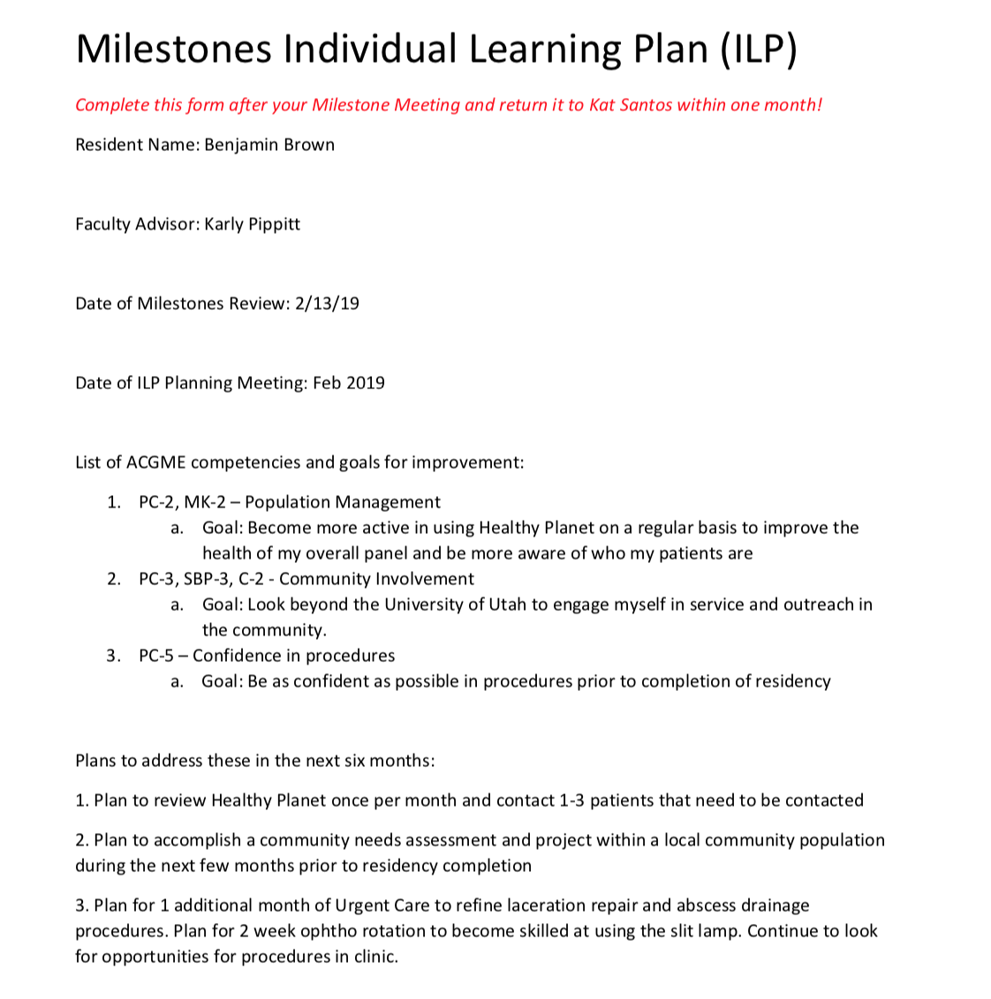 Milestones Individual Learning Plan (ILP)
Complete this form after your Milestone Meeting and return it to Kat Santos within one month!
Resident Name: Benjamin Brown
Faculty Advisor: Karly Pippitt
Date of Milestones Review: 2/13/19
Date of ILP Planning Meeting: Feb 2019
List of ACGME competencies and goals for improvement:
1. PC-2, MK-2 – Population Management
a. Goal: Become more active in using Healthy Planet on a regular basis to improve the
health of my overall panel and be more aware of who my patients are
2. PC-3, SBP-3, C-2 - Community Involvement
a. Goal: Look beyond the University of Utah to engage myself in service and outreach in
the community.
3. PC-5 – Confidence in procedures
a. Goal: Be as confident as possible in procedures prior to completion of residency
Plans to address these in the next six months:
1. Plan to review Healthy Planet once per month and contact 1-3 patients that need to be contacted
2. Plan to accomplish a community needs assessment and project within a local community population
during the next few months prior to residency completion
3. Plan for 1 additional month of Urgent Care to refine laceration repair and abscess drainage
procedures. Plan for 2 week ophtho rotation to become skilled at using the slit lamp. Continue to look
for opportunities for procedures in clinic.